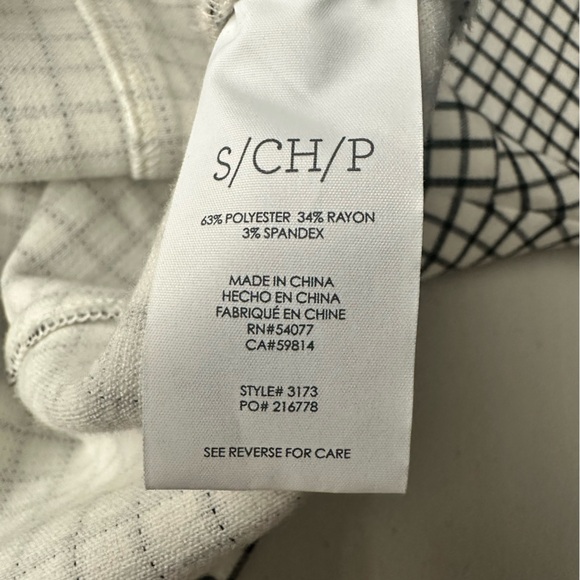 S/CH/P
63% POLYESTER 34% RAYON
3% SPANDEX
MADE IN CHINA
HECHO EN CHINA
FABRIQUÉ EN CHINE
RN#54077
CA#59814
STYLE# 3173
PO# 216778
SEE REVERSE FOR CARE